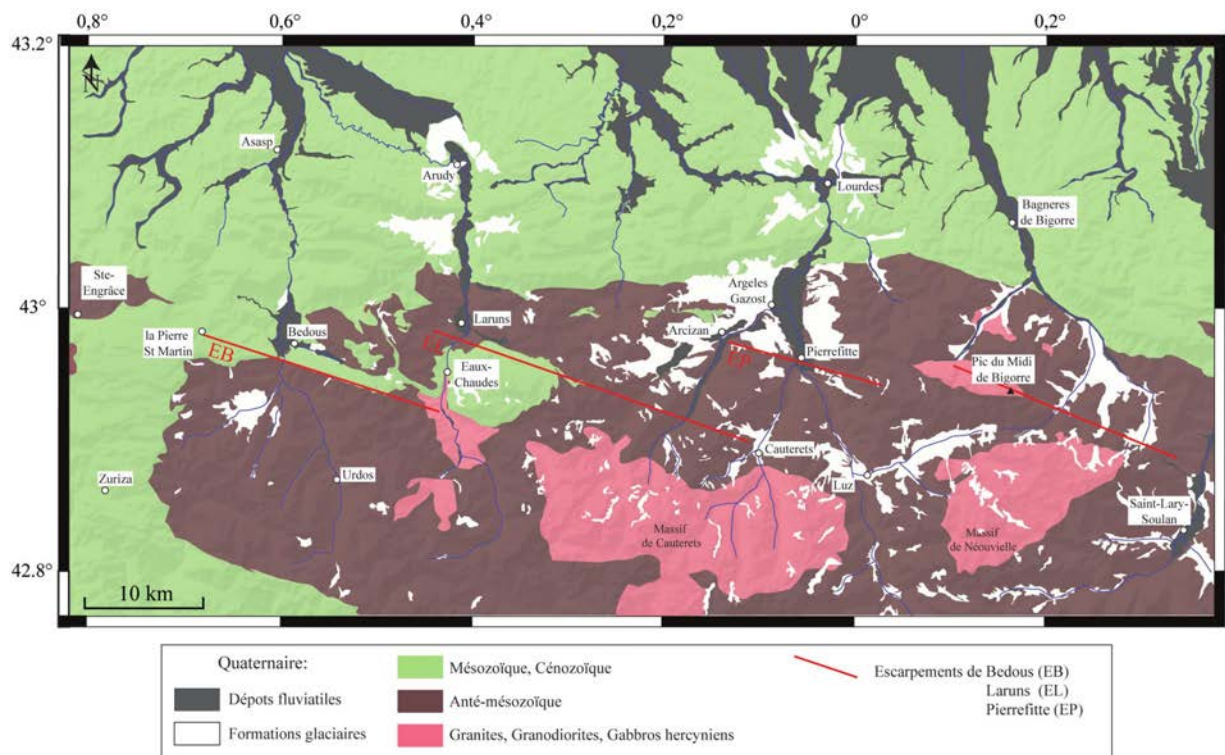 0,8° 0,6° 0,4° 0,2° 0° 0,2°
43.2°
N
Asasp
Arudy
Lourdes
Bagneres
de Bigorre
Ste-
Engrâce
43°
Argeles
Gazost
la Pierre
St Martin
EB
Bedous
Laruns
EL
Arcizan
EP
Pierrefitte
Eaux-
Chaudes
Pic du Midi
de Bigorre
Cauterets
Zuriza
Urdos
Luz
Saint-Lary-
Soulan
Massif
de Cauterets
Massif
de Néouvielle
42.8°
10 km
Quaternaire:
Dépots fluviatiles
Formations glaciaires
Mésozoïque, Cénozoïque
Anté-mésozoïque
Granites, Granodiorites, Gabbros hercyniens
Escarpements de Bedous (EB)
Laruns (EL)
Pierrefitte (EP)